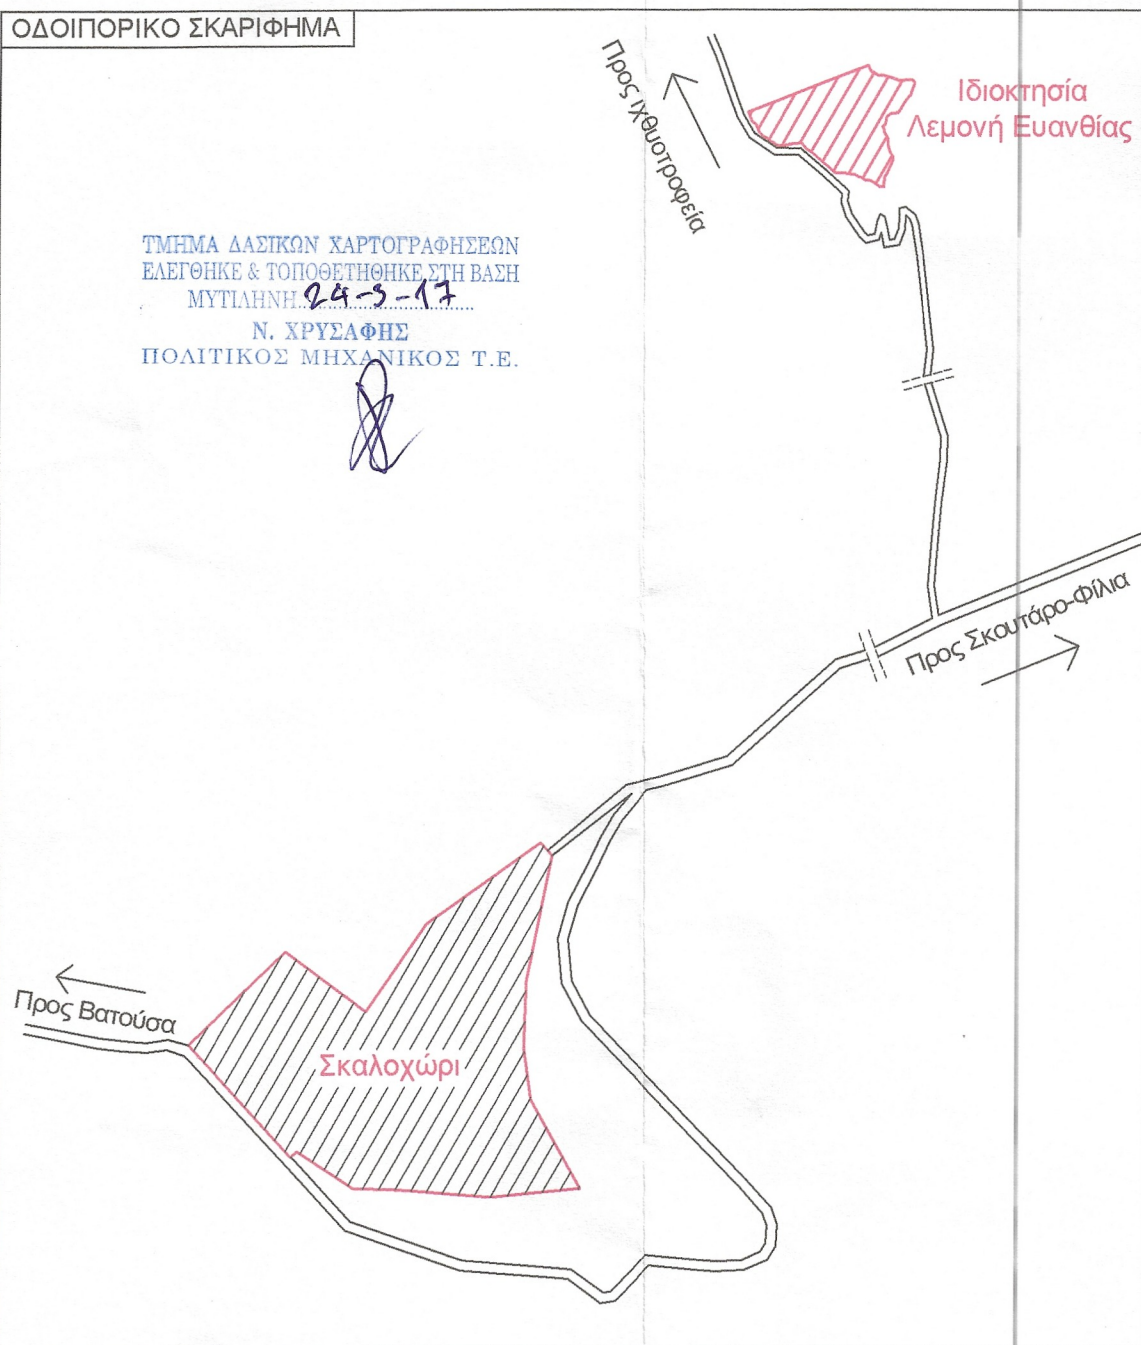 ΟΔΟΙΠΟΡΙΚΟ ΣΚΑΡΙΦΗΜΑ
Προς Ιχθυοτροφεία
Ιδιοκτησία
Λεμονή Ευανθίας
ΤΜΗΜΑ ΔΑΣΙΚΩΝ ΧΑΡΤΟΓΡΑΦΗΣΕΩΝ
ΕΛΕΓΘΗΚΕ & ΤΟΠΟΘΕΤΗΘΗΚΕ ΣΤΗ ΒΑΣΗ
ΜΥΤΙΛΗΝΗ 24-3-17
Ν. ΧΡΥΣΑΦΗΣ
ΠΟΛΙΤΙΚΟΣ ΜΗΧΑΝΙΚΟΣ Τ.Ε.
Προς Σκουτάρο-Φίλια
Προς Βατούσα
Σκαλοχώρι